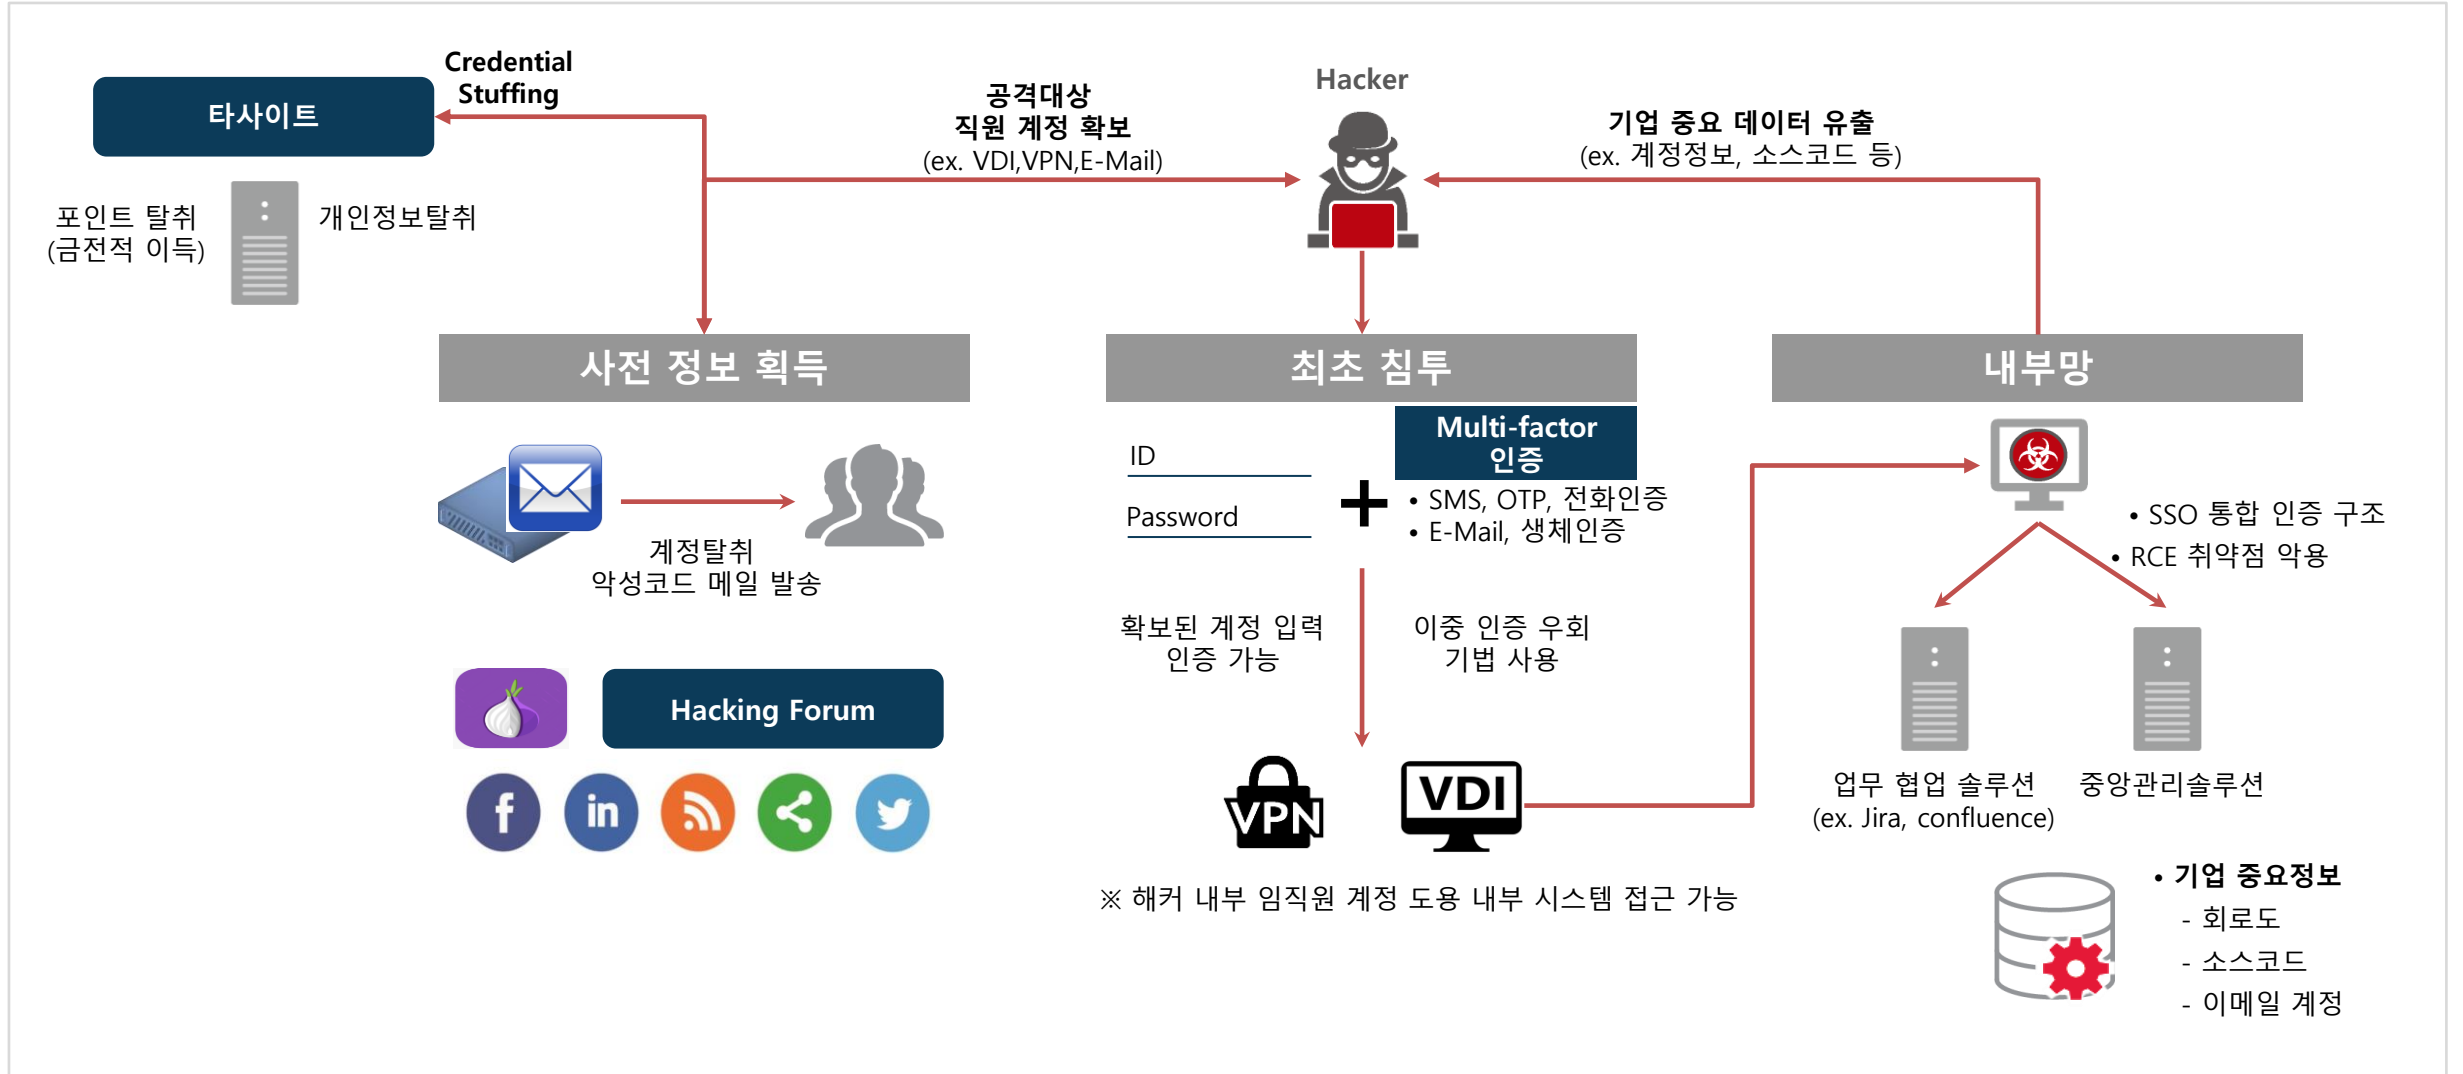 Credential
Stuffing
타사이트
포인트 탈취
(금전적 이득)
개인정보탈취
공격대상
직원 계정 확보
(ex. VDI,VPN,E-Mail)
Hacker
기업 중요 데이터 유출
(ex. 계정정보, 소스코드 등)
사전 정보 획득
계정탈취
악성코드 메일 발송
Hacking Forum
f
in
최초 침투
ID
Password
Multi-factor
인증
• SMS, OTP, 전화인증
• E-Mail, 생체인증
확보된 계정 입력
인증 가능
이중 인증 우회
기법 사용
VPN
VDI
※ 해커 내부 임직원 계정 도용 내부 시스템 접근 가능
내부망
• SSO 통합 인증 구조
• RCE 취약점 악용
업무 협업 솔루션
(ex. Jira, confluence)
중앙관리솔루션
• 기업 중요정보
- 회로도
- 소스코드
- 이메일 계정